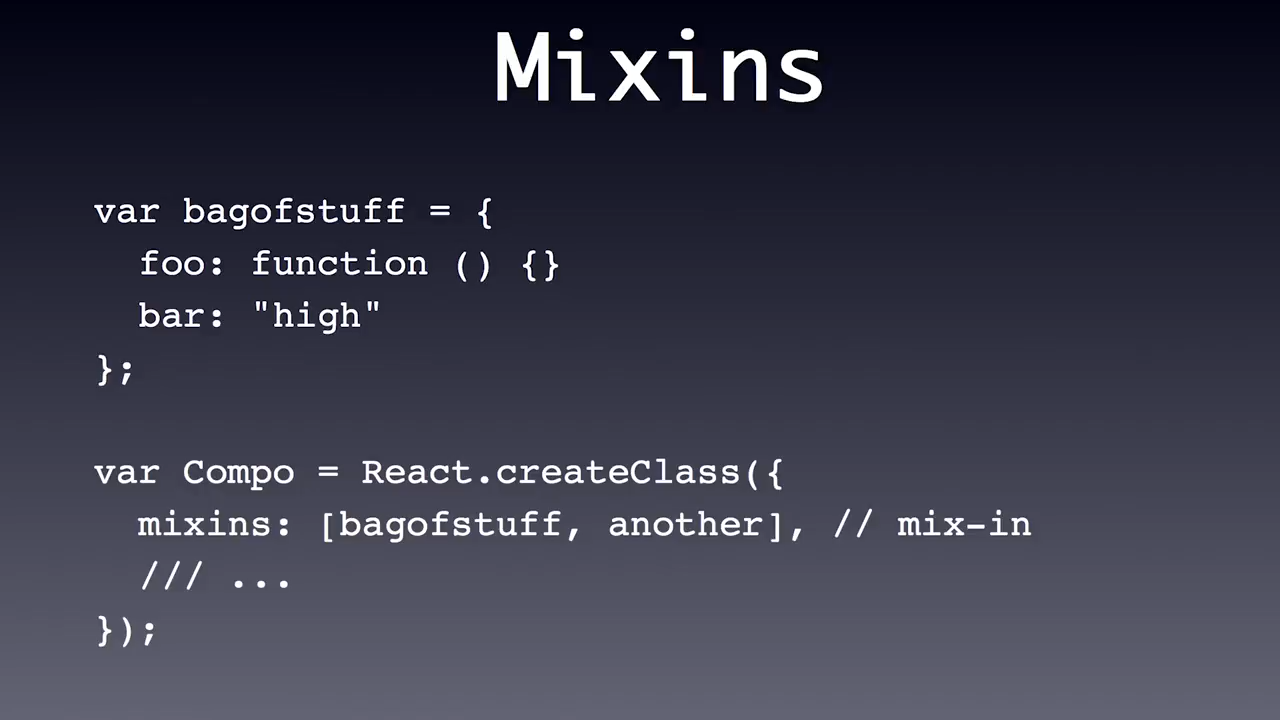 Mixins
var bagofstuff = {
  foo: function () {}
  bar: "high"
};
var Compo = React.createClass({
  mixins: [bagofstuff, another], // mix-in
  /// ...
});